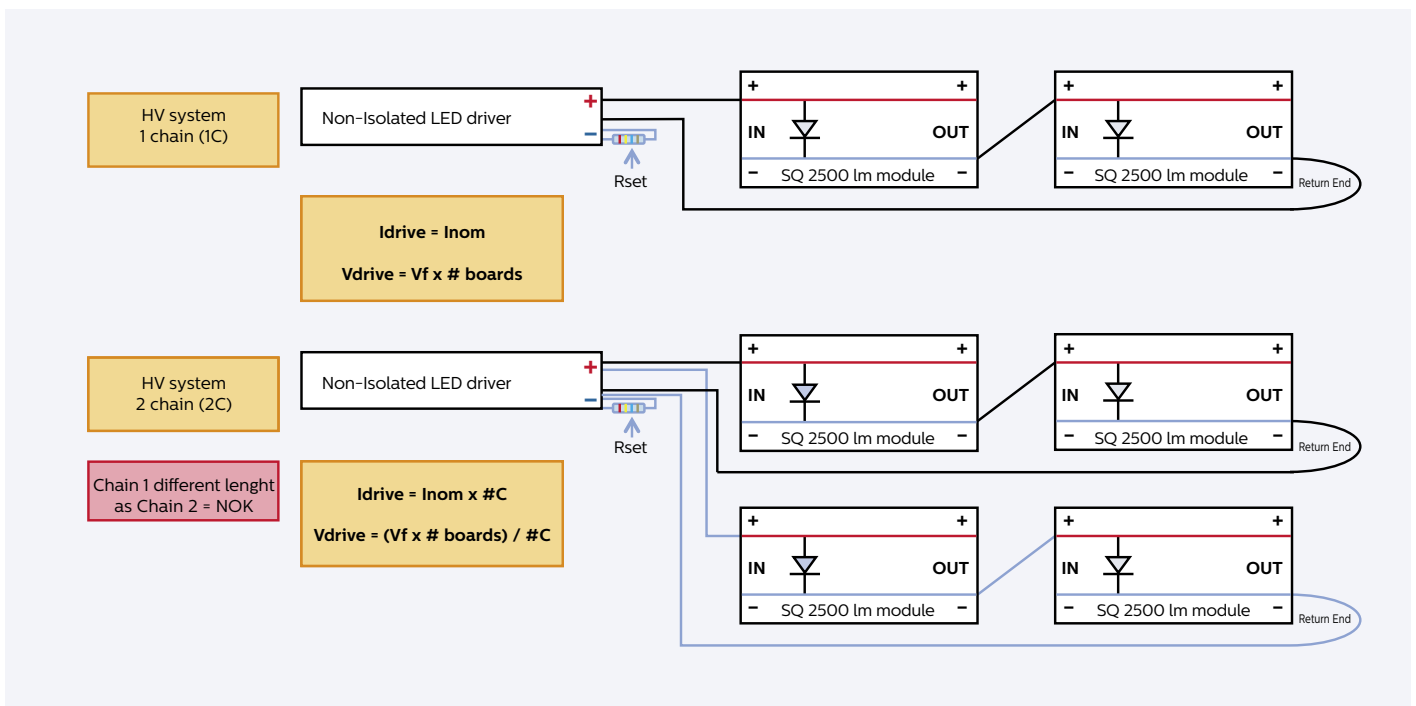 HV system
1 chain (1C)
Non-Isolated LED driver
+
−
Rset
+ +
IN OUT
− SQ 2500 lm module −
+ +
IN OUT
− SQ 2500 lm module −
Return End
Idrive = Inom
Vdrive = Vf x # boards
HV system
2 chain (2C)
Non-Isolated LED driver
+
−
Rset
+ +
IN OUT
− SQ 2500 lm module −
+ +
IN OUT
− SQ 2500 lm module −
Return End
Chain 1 different lenght
as Chain 2 = NOK
Idrive = Inom x #C
Vdrive = (Vf x # boards) / #C
+ +
IN OUT
− SQ 2500 lm module −
+ +
IN OUT
− SQ 2500 lm module −
Return End